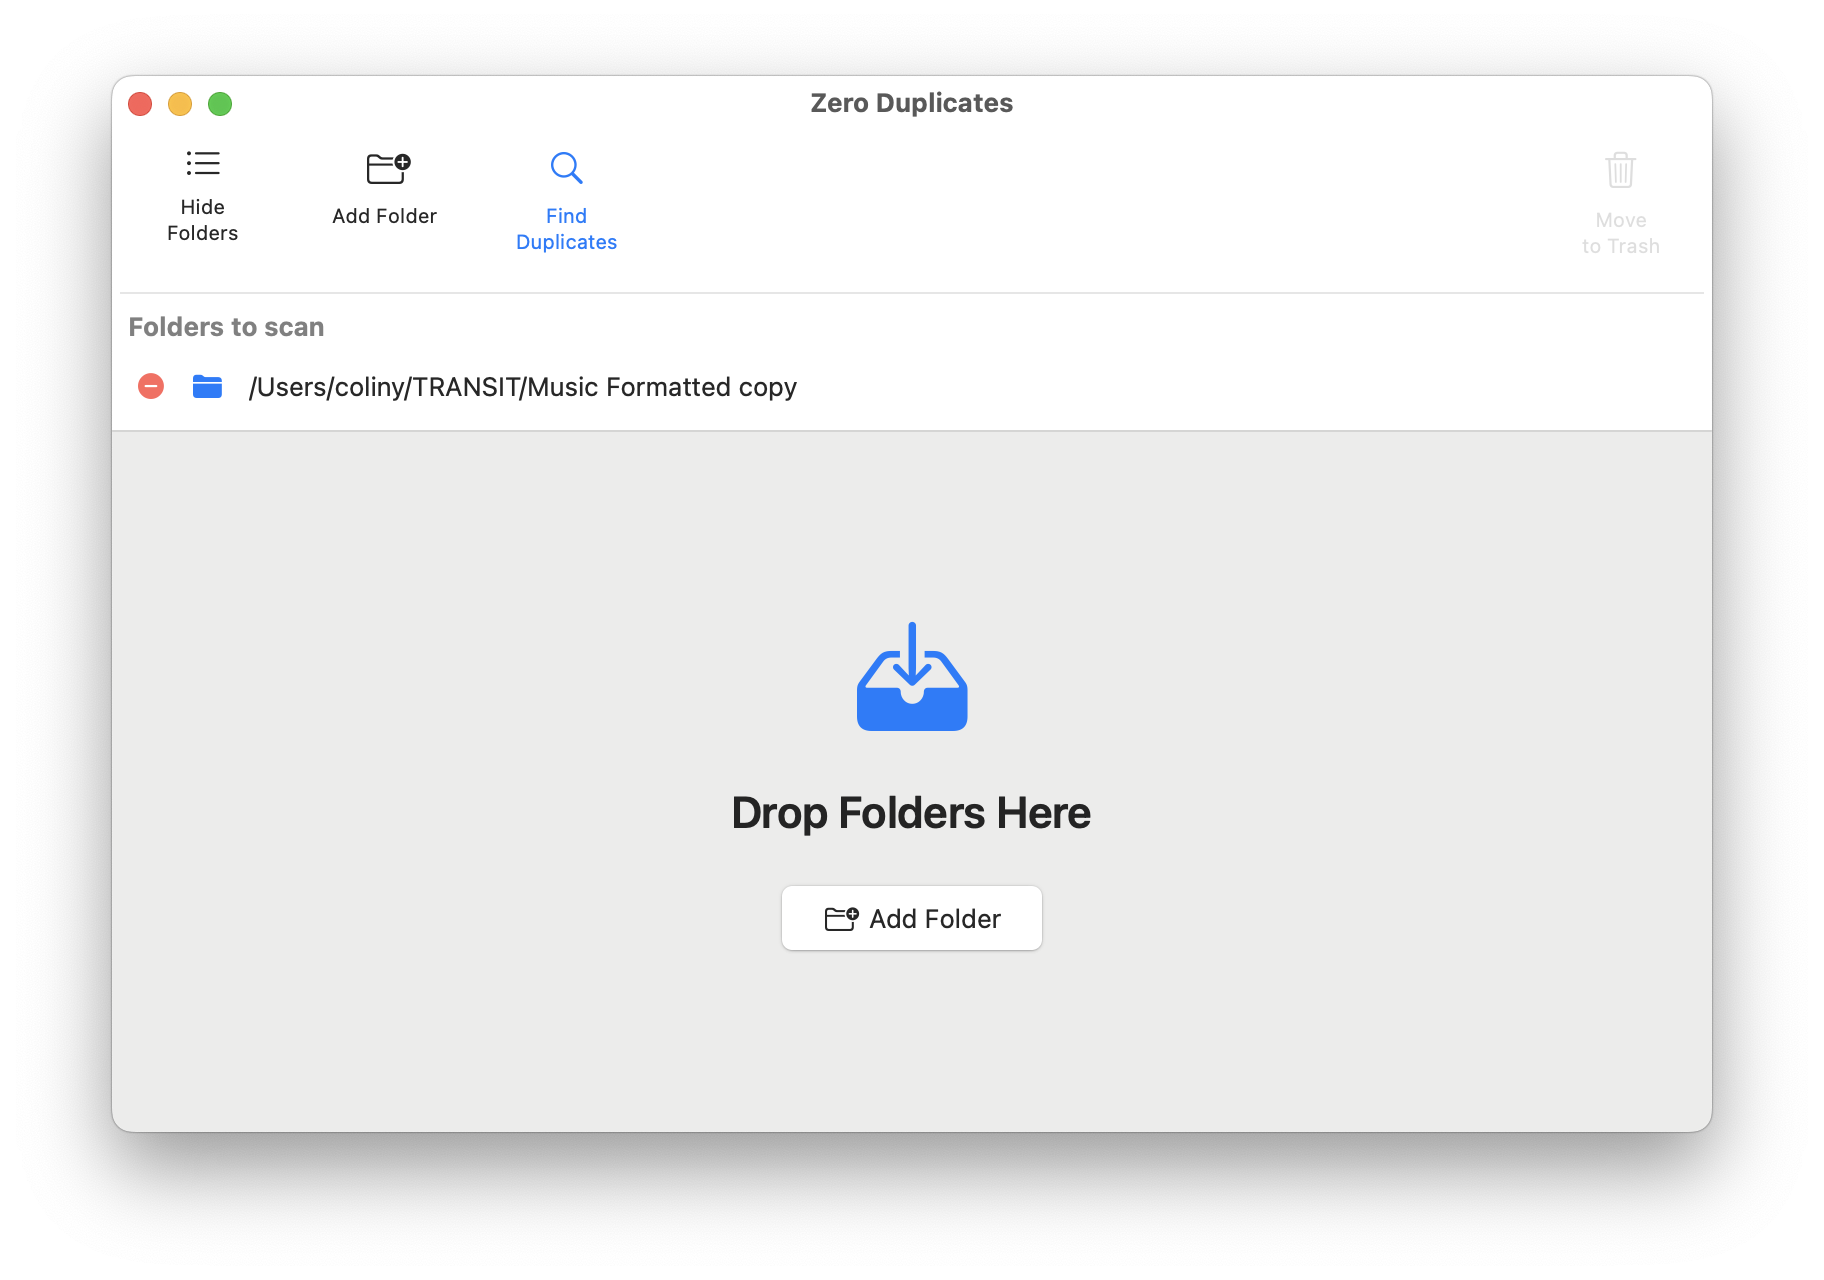 Zero Duplicates
Hide
Folders
Add Folder
Find
Duplicates
Move
to Trash
Folders to scan
/Users/coliny/TRANSIT/Music Formatted copy
Drop Folders Here
Add Folder